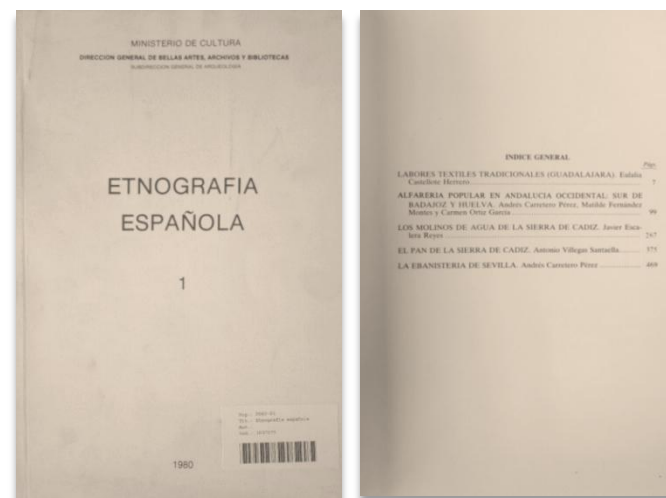 MINISTERIO DE CULTURA
DIRECCION GENERAL DE BELLAS ARTES, ARCHIVOS Y BIBLIOTECAS
SUBDIRECCION GENERAL DE ARQUEOLOGIA
ETNOGRAFIA
ESPAÑOLA
1
1980
INDICE GENERAL
Págs.
LABORES TEXTILES TRADICIONALES (GUADALAJARA). Eulalia
Castellote Herrero 7
ALFARERIA POPULAR EN ANDALUCIA OCCIDENTAL: SUR DE
BADAJOZ Y HUELVA. Andrés Carretero Pérez, Matilde Fernández
Montes y Carmen Ortiz García 99
LOS MOLINOS DE AGUA DE LA SIERRA DE CADIZ. Javier Esca-
lera Reyes
EL PAN DE LA SIERRA DE CADIZ. Antonio Villegas Santaella 375
LA EBANISTERIA DE SEVILLA. Andrés Carretero Pérez